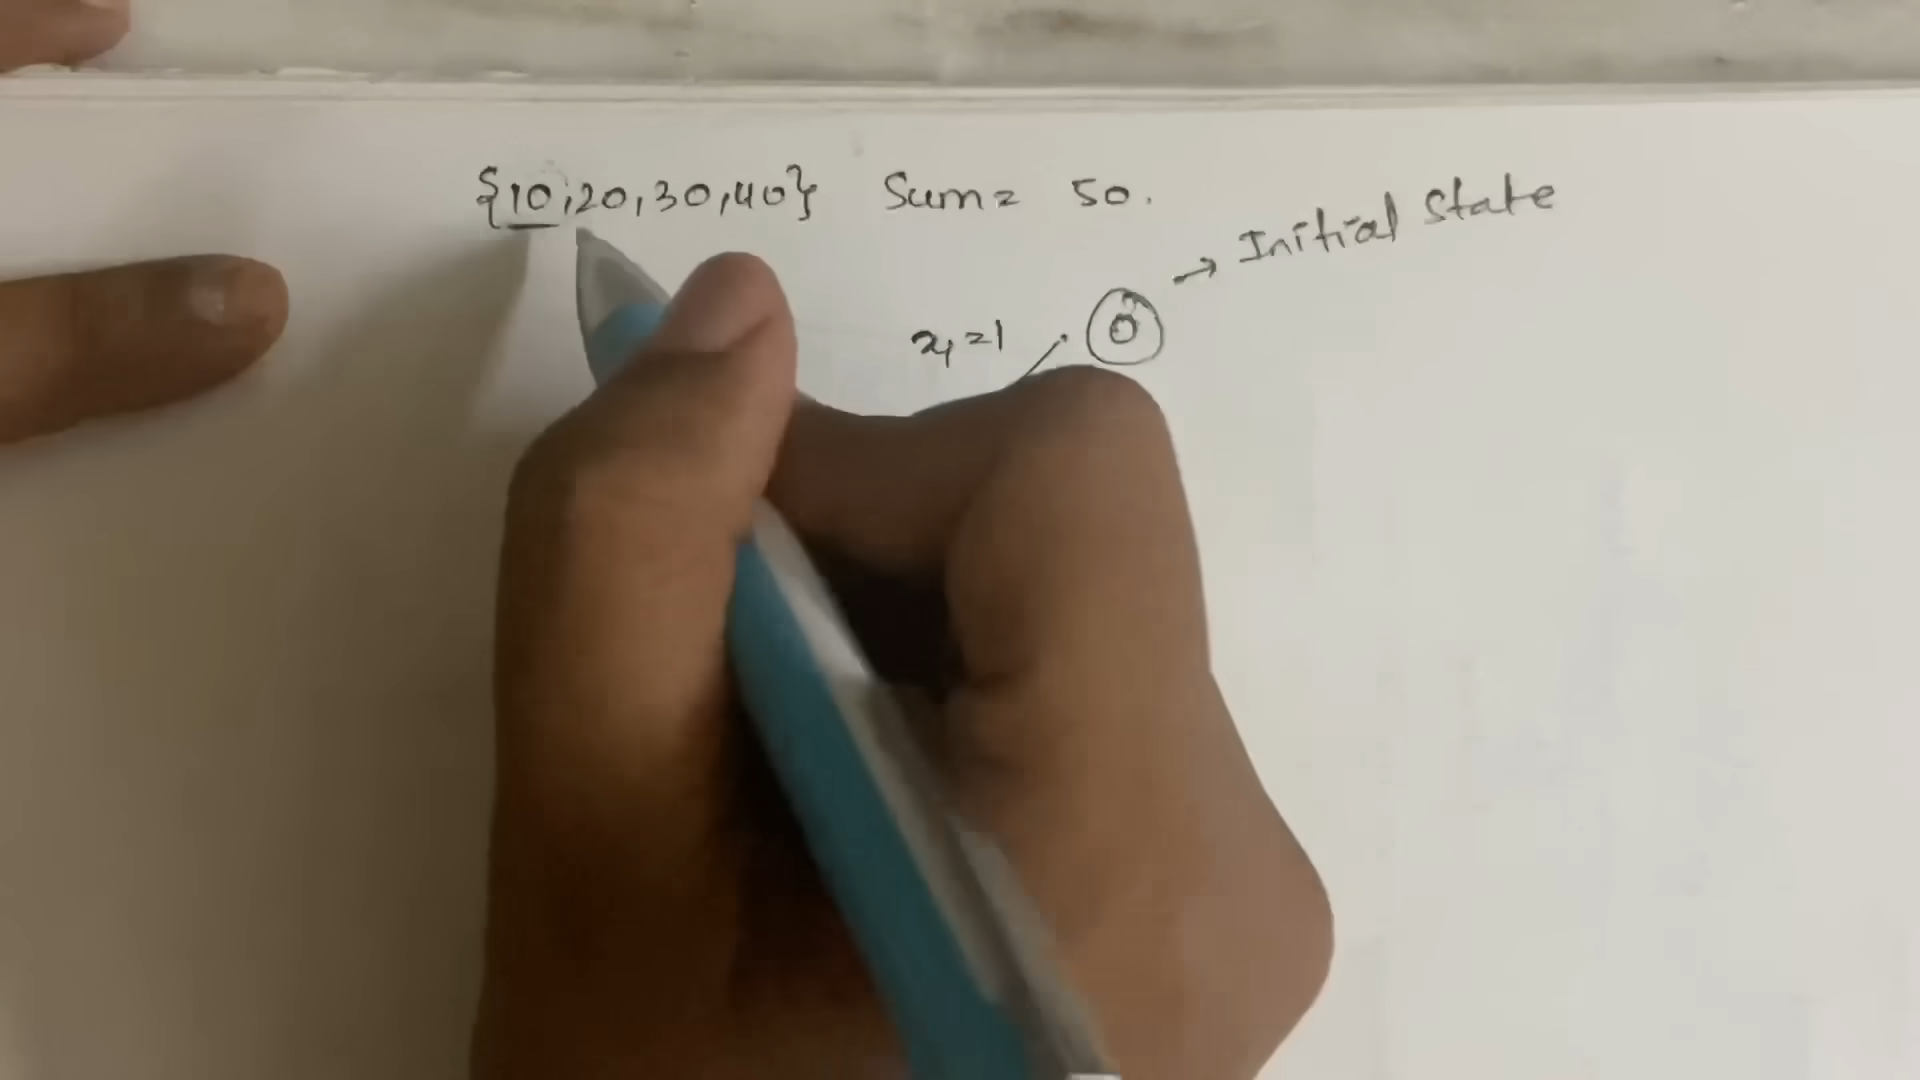 {10,20,30,40} Sum= 50.
→ Initial State
x₁=1
0